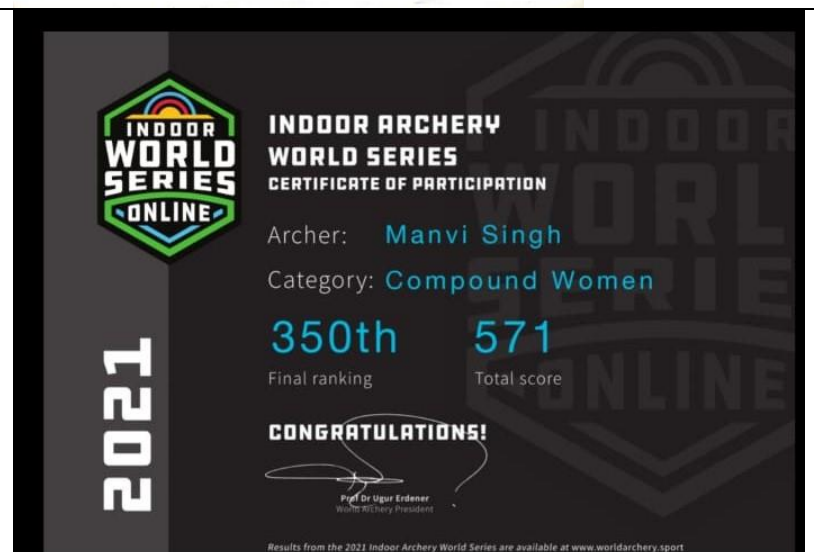 INDOOR
WORLD
SERIES
ONLINE
2021
INDOOR ARCHERY
WORLD SERIES
CERTIFICATE OF PARTICIPATION
Archer: Manvi Singh
Category: Compound Women
350th 571
Final ranking Total score
CONGRATULATIONS!
Prof Dr Ugur Erdener
World Archery President
Results from the 2021 Indoor Archery World Series are available at www.worldarchery.sport
INDOOR
WORLD
SERIES
ONLINE